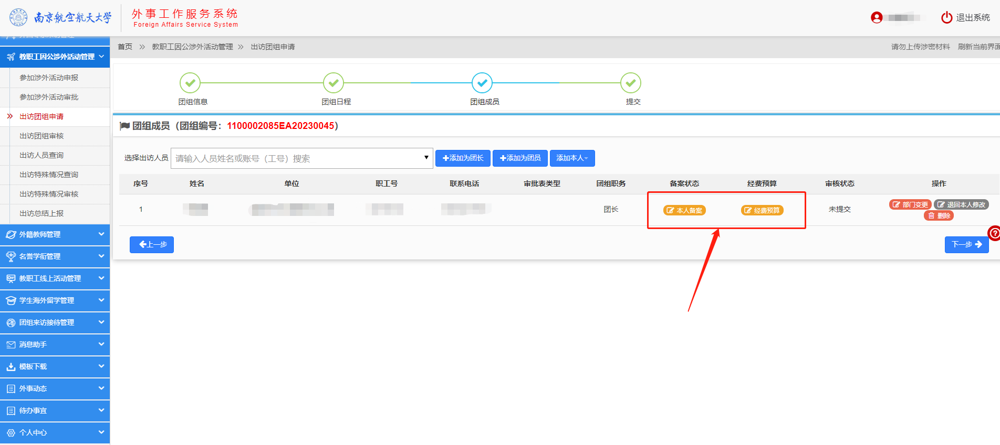 南京航空航天大学
外事工作服务系统
Foreign Affairs Service System
退出系统
首页 教职工因公涉外活动管理 出访团组申请
请勿上传涉密材料 刷新当前界面
教职工因公涉外活动管理
参加涉外活动申报
参加涉外活动审批
出访团组申请
出访团组审核
出访人员查询
出访特殊情况查询
出访特殊情况审核
出访总结上报
外籍教师管理
名誉学衔管理
教职工线上活动管理
学生海外留学管理
团组来访接待管理
消息助手
模板下载
外事动态
待办事宜
个人中心
团组信息 团组日程 团组成员 提交
团组成员（团组编号：1100002085EA20230045）
选择出访人员 请输入人员姓名或账号（工号）搜索 添加为团长 添加为团员 添加本人
序号 姓名 单位 职工号 联系电话 审批表类型 团组职务 备案状态 经费预算 审核状态 操作
1 团长 本人备案 经费预算 未提交 部门变更 退回本人修改
删除
上一步 下一步